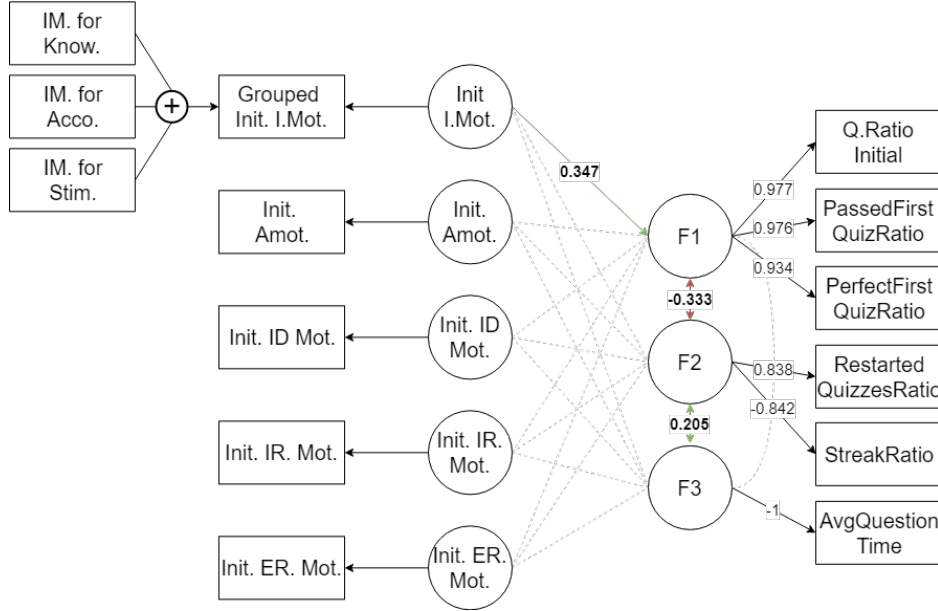 IM. for
Know.
IM. for
Acco.
IM. for
Stim.
+
Grouped
Init. I.Mot.
Init.
Amot.
Init. ID Mot.
Init. IR. Mot.
Init. ER. Mot.
Init
I.Mot.
Init.
Amot.
Init. ID
Mot.
Init. IR.
Mot.
Init. ER.
Mot.
0.347
F1
-0.333
F2
0.205
F3
0.977
0.976
0.934
0.838
-0.842
-1
Q.Ratio
Initial
PassedFirst
QuizRatio
PerfectFirst
QuizRatio
Restarted
QuizzesRatio
StreakRatio
AvgQuestion
Time